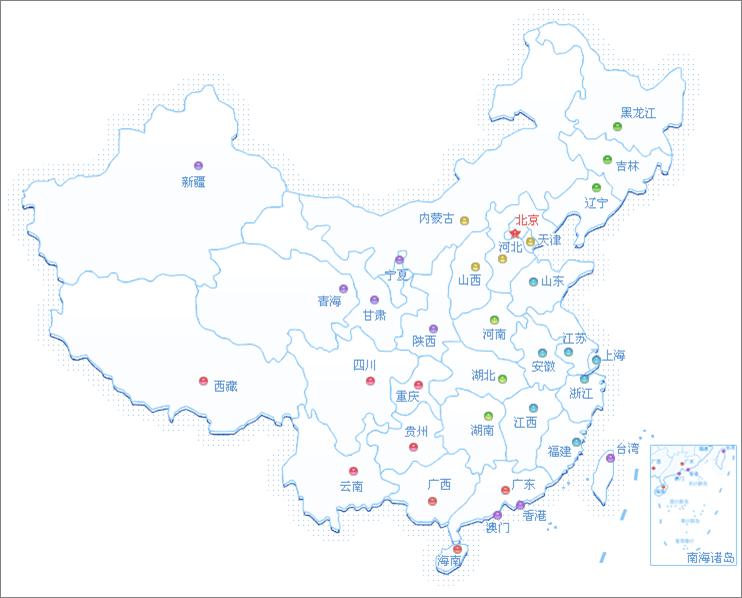 黑龙江
吉林
新疆
辽宁
内蒙古
北京
河北
天津
宁夏
山西
山东
青海
甘肃
河南
陕西
江苏
上海
安徽
四川
湖北
西藏
重庆
浙江
江西
贵州
湖南
福建
台湾
云南
广西
广东
香港
澳门
海南
南海诸岛